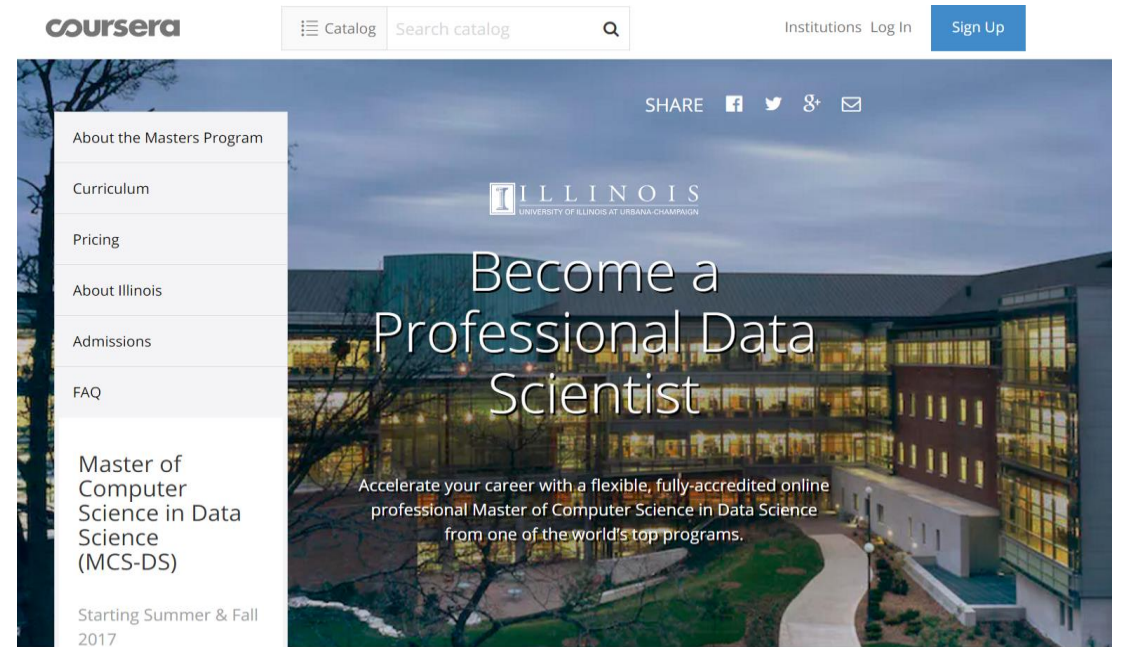 coursera
Catalog
Search catalog
Institutions
Log In
Sign Up
SHARE
8+
About the Masters Program
Curriculum
Pricing
About Illinois
Admissions
FAQ
Master of
Computer
Science in Data
Science
(MCS-DS)
Starting Summer & Fall
2017
I ILLINOIS
UNIVERSITY OF ILLINOIS AT URBANA-CHAMPAIGN
Become a
Professional Data
Scientist
Accelerate your career with a flexible, fully-accredited online
professional Master of Computer Science in Data Science
from one of the world's top programs.